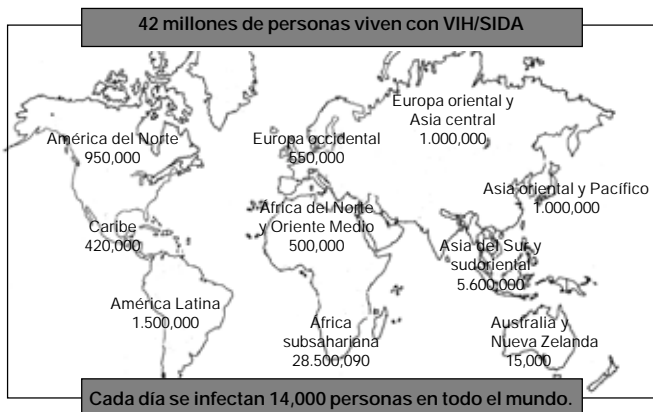 42 millones de personas viven con VIH/SIDA
Europa oriental y
Asia central
1.000,000
América del Norte
950,000
Europa occidental
550,000
Asia oriental y Pacífico
1.000,000
África del Norte
y Oriente Medio
500,000
Caribe
420,000
Asia del Sur y
sudoriental
5.600,000
América Latina
1.500,000
África
subsahariana
28.500,090
Australia y
Nueva Zelanda
15,000
Cada día se infectan 14,000 personas en todo el mundo.